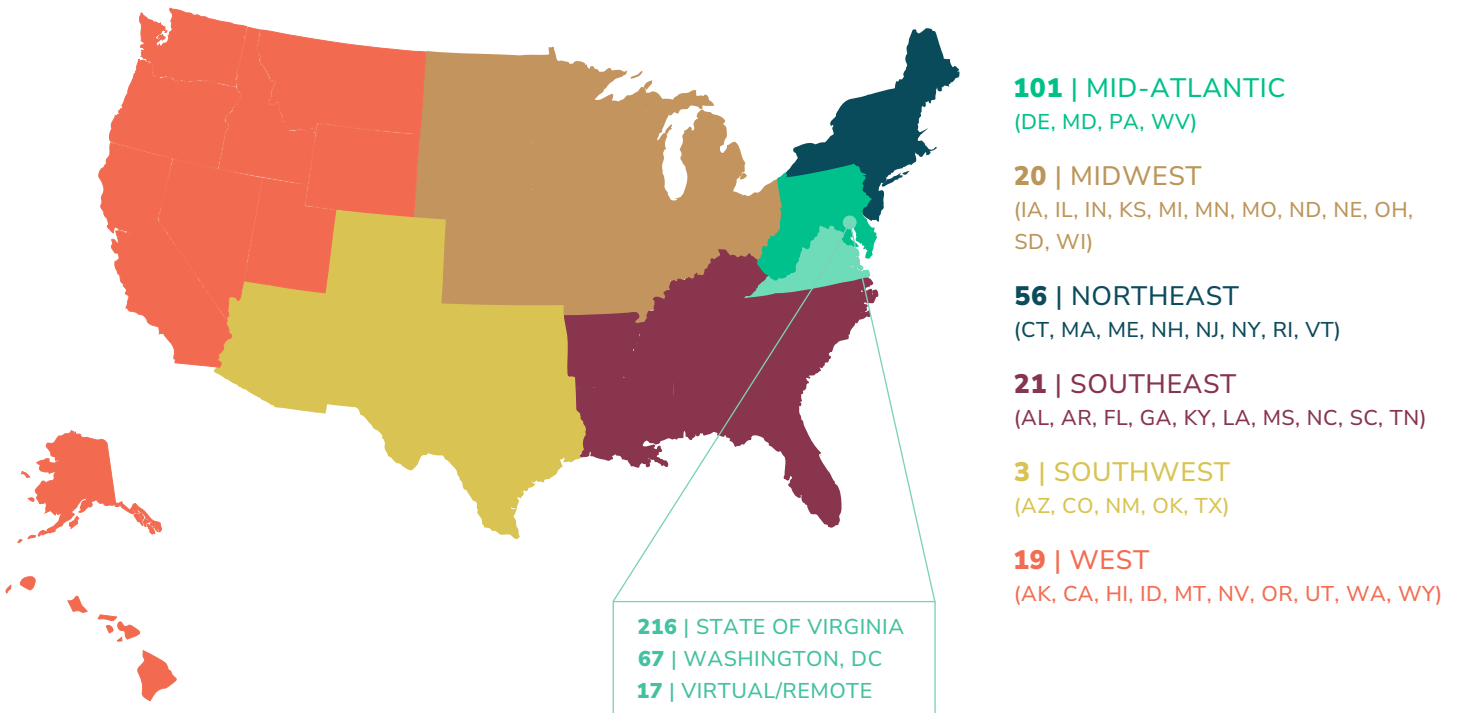 101 | MID-ATLANTIC
(DE, MD, PA, WV)
20 | MIDWEST
(IA, IL, IN, KS, MI, MN, MO, ND, NE, OH,
SD, WI)
56 | NORTHEAST
(CT, MA, ME, NH, NJ, NY, RI, VT)
21 | SOUTHEAST
(AL, AR, FL, GA, KY, LA, MS, NC, SC, TN)
3 | SOUTHWEST
(AZ, CO, NM, OK, TX)
19 | WEST
(AK, CA, HI, ID, MT, NV, OR, UT, WA, WY)
216 | STATE OF VIRGINIA
67 | WASHINGTON, DC
17 | VIRTUAL/REMOTE